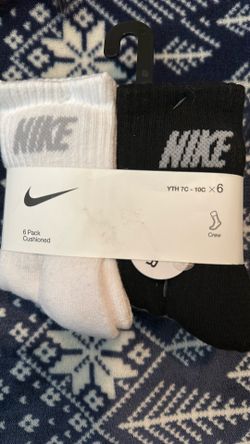 NIKE
NIKE
YTH 7C - 10C × 6
6 Pack
Cushioned
Crew